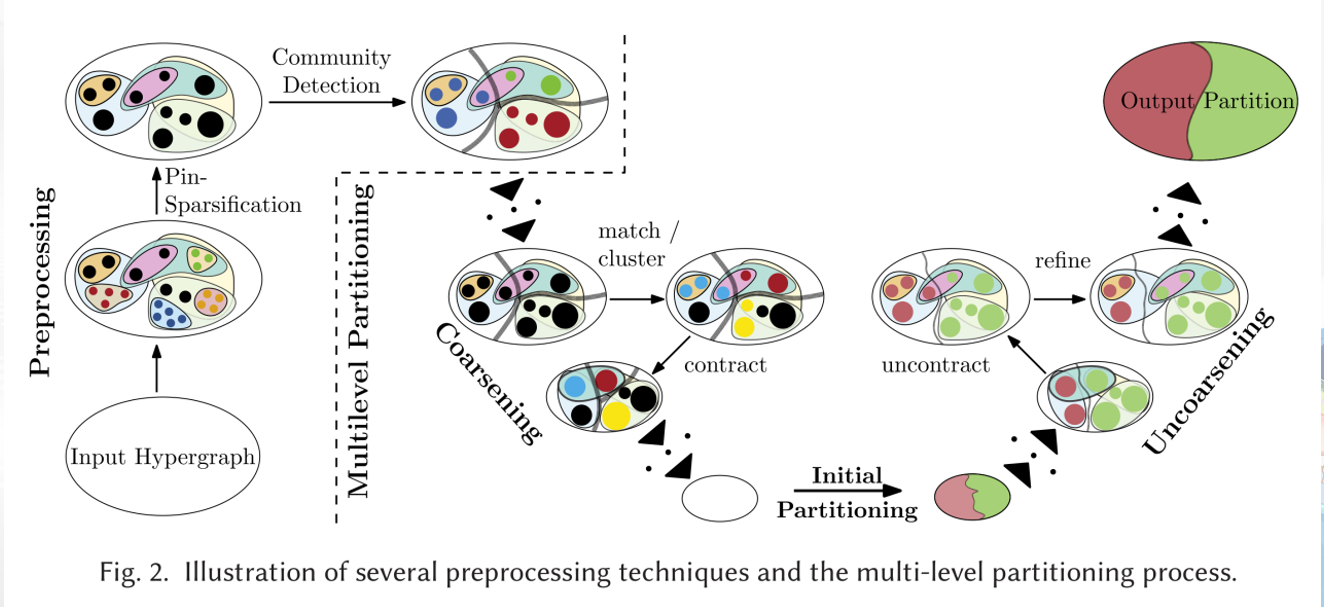 Community
Detection
Output Partition
Pin-
Sparsification
Preprocessing
Multilevel Partitioning
match /
cluster
refine
Coarsening
contract
uncontract
Uncoarsening
Input Hypergraph
Initial
Partitioning
Fig. 2. Illustration of several preprocessing techniques and the multi-level partitioning process.